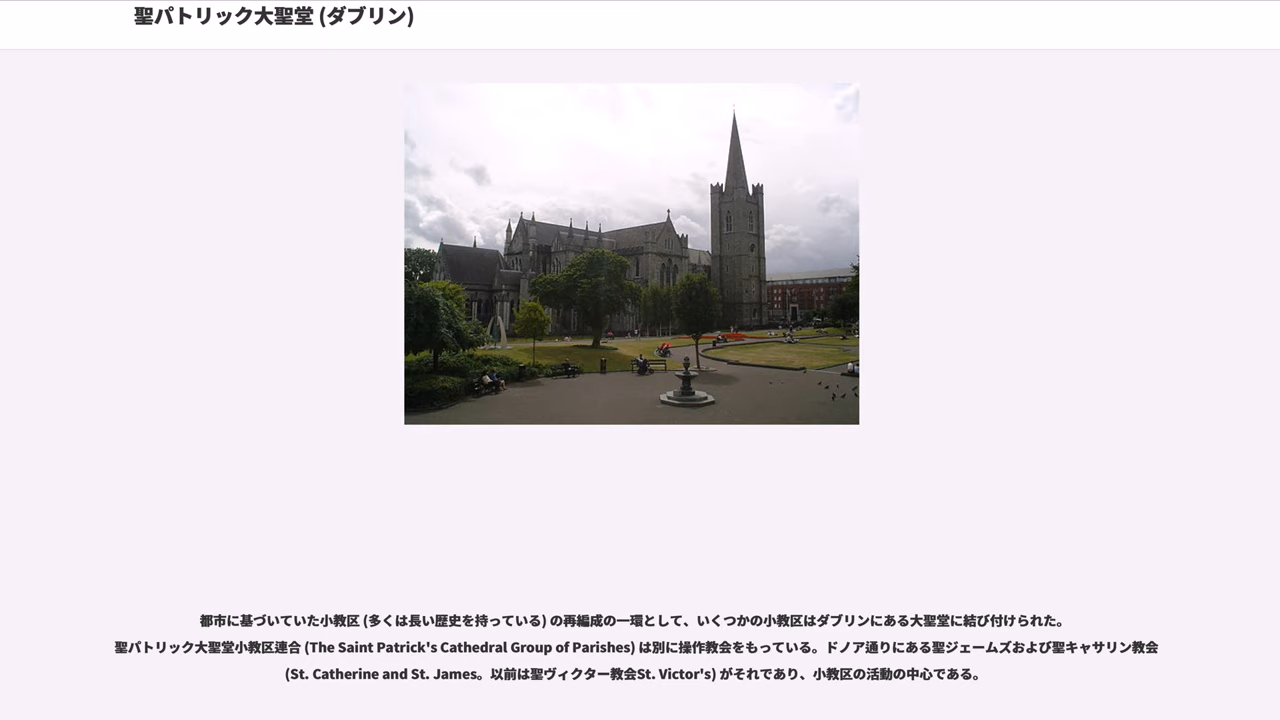 聖パトリック大聖堂 (ダブリン)
都市に基づいていた小教区 (多くは長い歴史を持っている) の再編成の一環として、いくつかの小教区はダブリンにある大聖堂に結び付けられた。
聖パトリック大聖堂小教区連合 (The Saint Patrick's Cathedral Group of Parishes) は別に操作教会をもっている。ドノア通りにある聖ジェームズおよび聖キャサリン教会
(St. Catherine and St. James。以前は聖ヴィクター教会St. Victor's) がそれであり、小教区の活動の中心である。